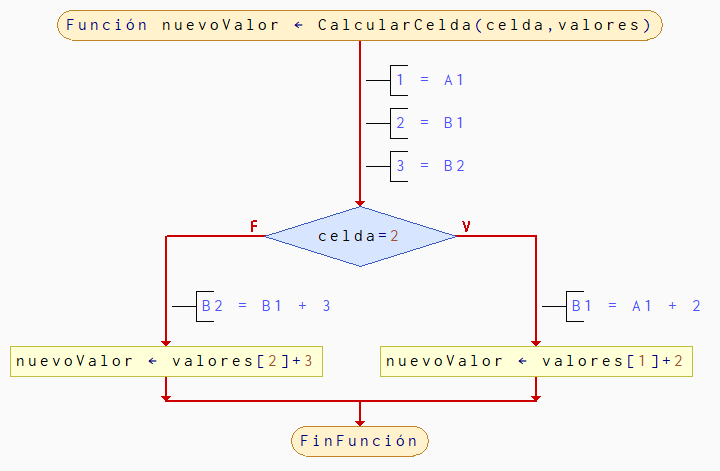 Función nuevoValor ← CalcularCelda(celda,valores)
1 = A1
2 = B1
3 = B2
F
V
celda=2
B2 = B1 + 3
B1 = A1 + 2
nuevoValor ← valores[2]+3
nuevoValor ← valores[1]+2
FinFunción